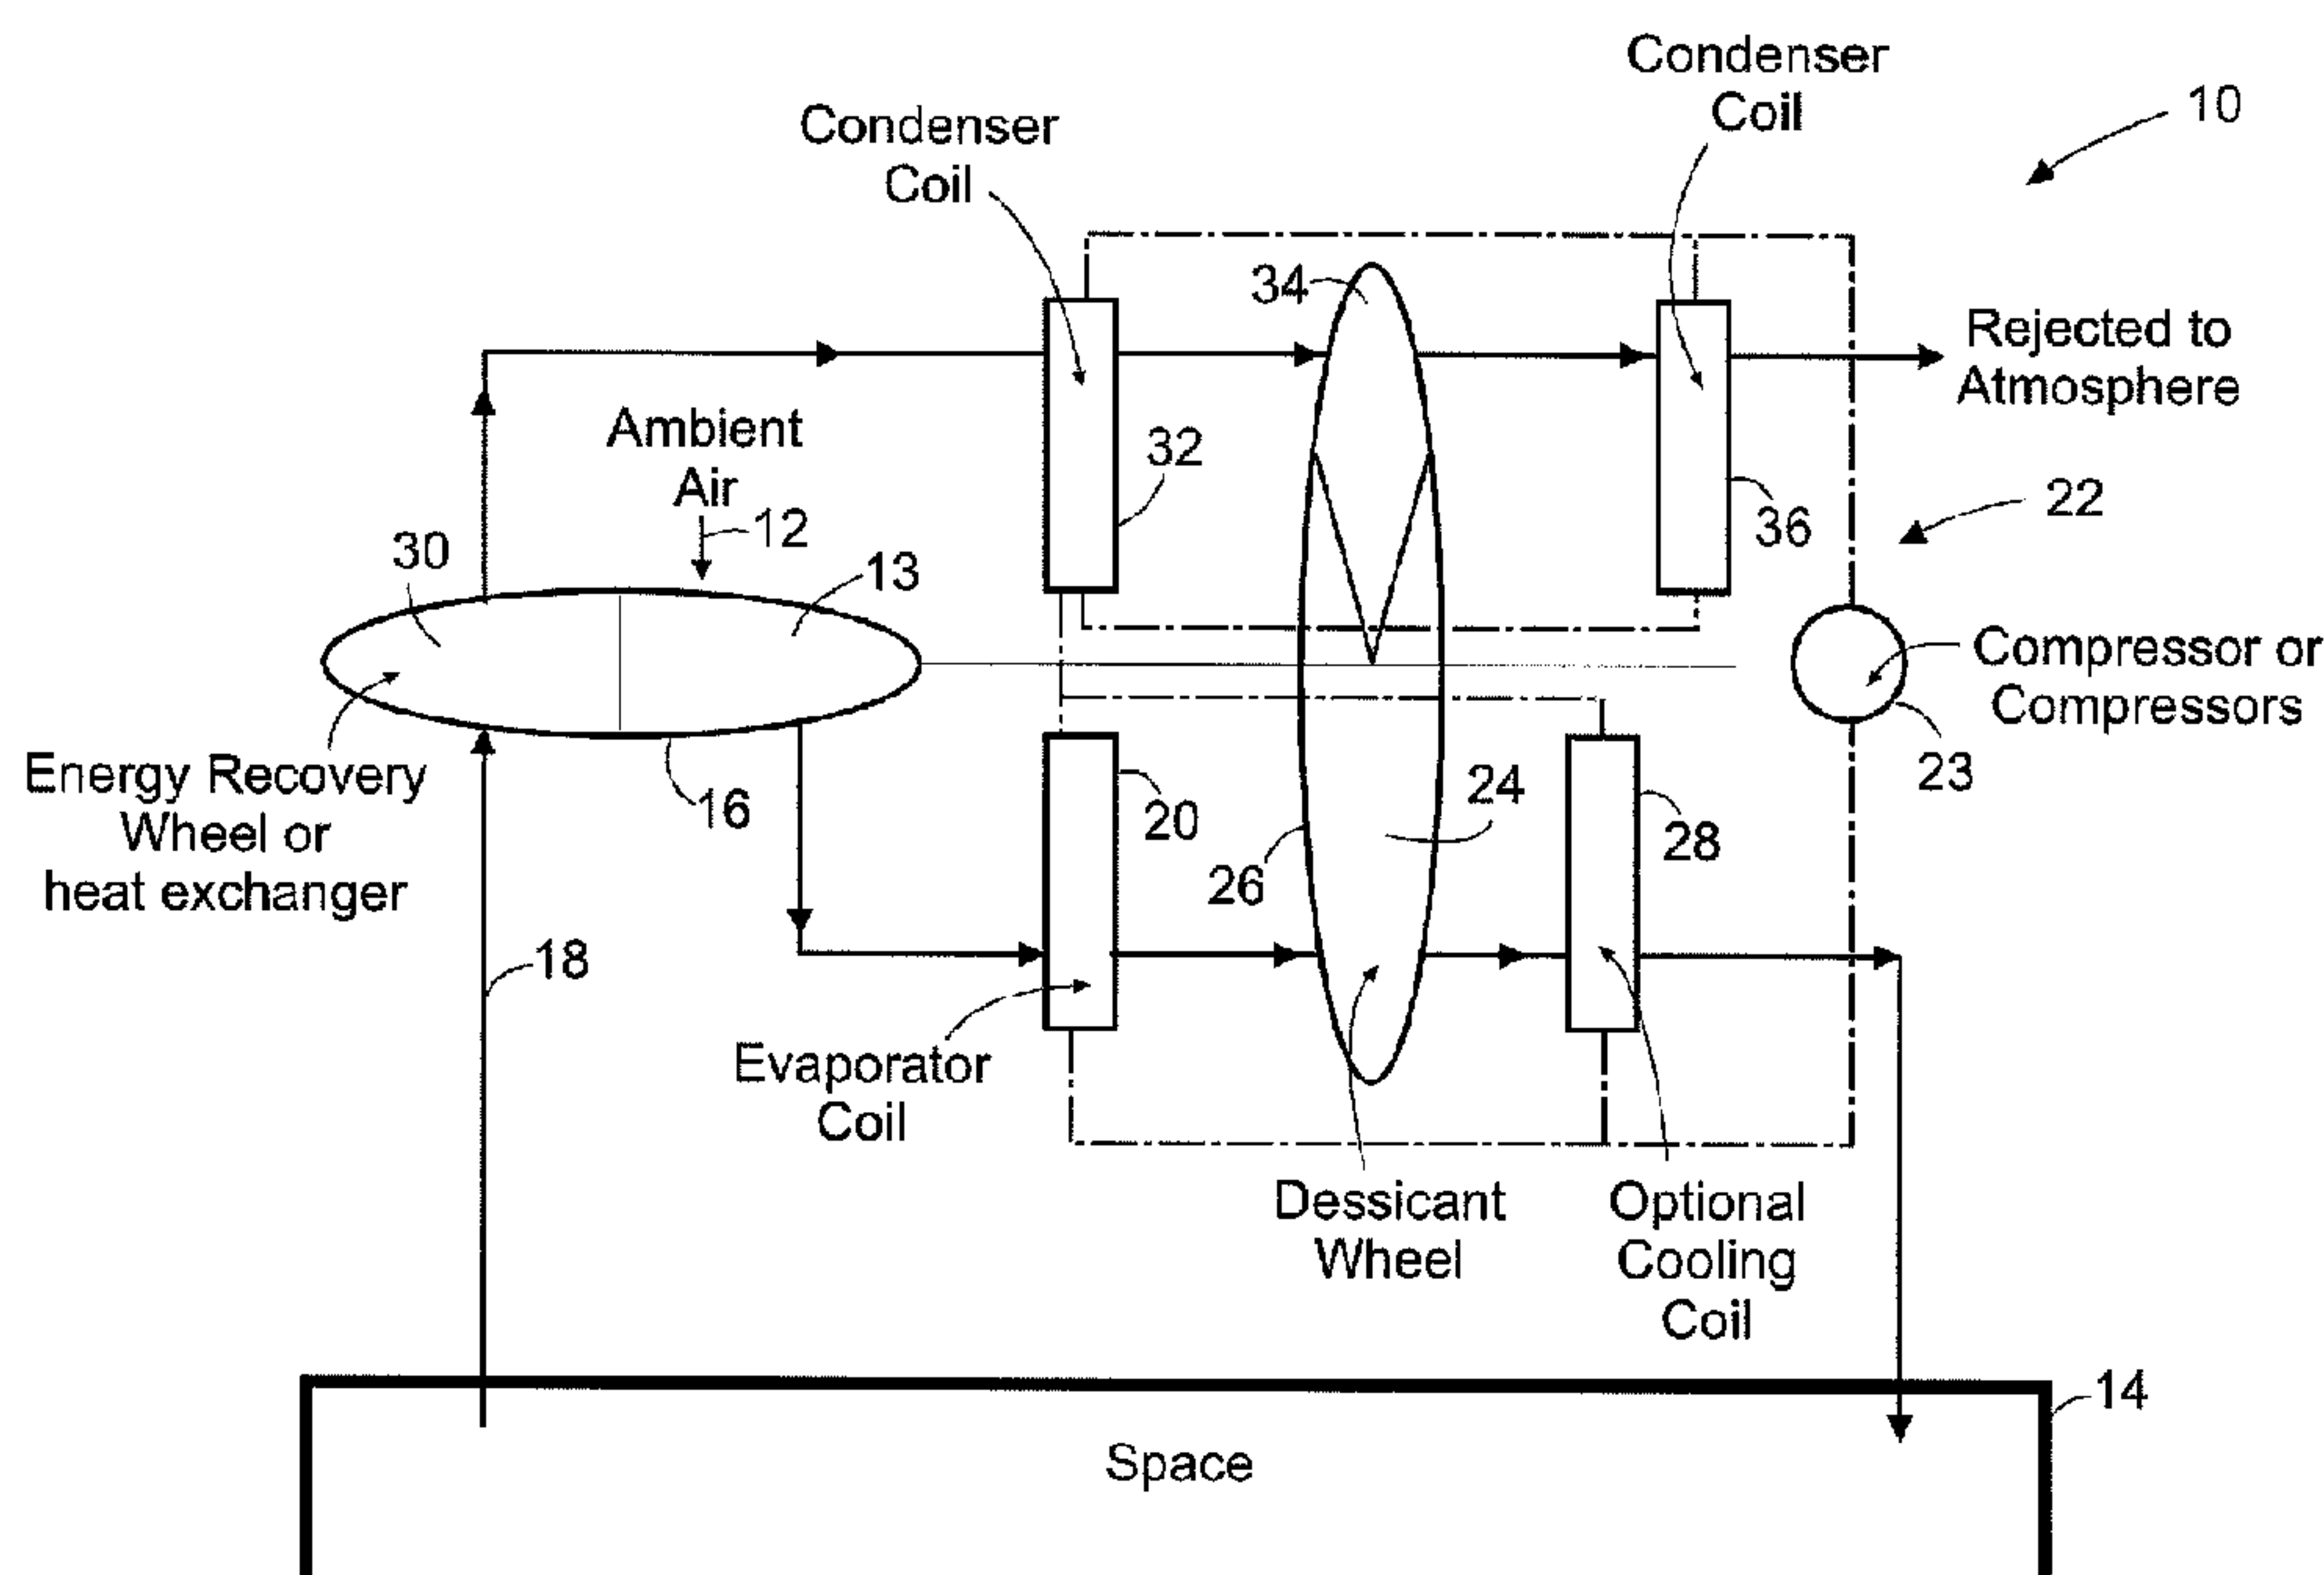 Condenser
Coil
10
Condenser
Coil
34
Rejected to
Atmosphere
Ambient
Air
32
12
22
36
30
13
Compressor or
Compressors
23
Energy Recovery
Wheel or
heat exchanger
16
20
24
28
26
18
Evaporator
Coil
Dessicant
Wheel
Optional
Cooling
Coil
14
Space